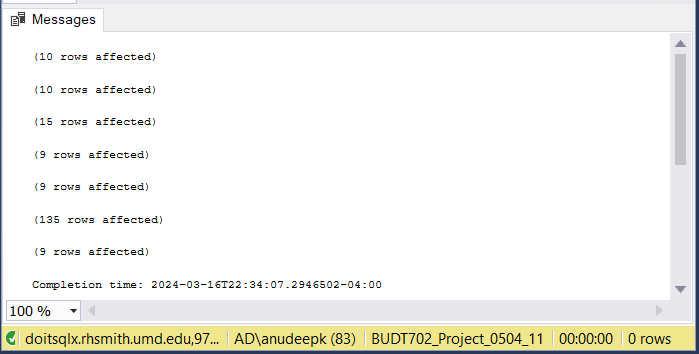 Messages
(10 rows affected)
(10 rows affected)
(15 rows affected)
(9 rows affected)
(9 rows affected)
(135 rows affected)
(9 rows affected)
Completion time: 2024-03-16T22:34:07.2946502-04:00
100 %
doitsqlx.rhsmith.umd.edu,97... AD\anudeepk (83) BUDT702_Project_0504_11 00:00:00 0 rows